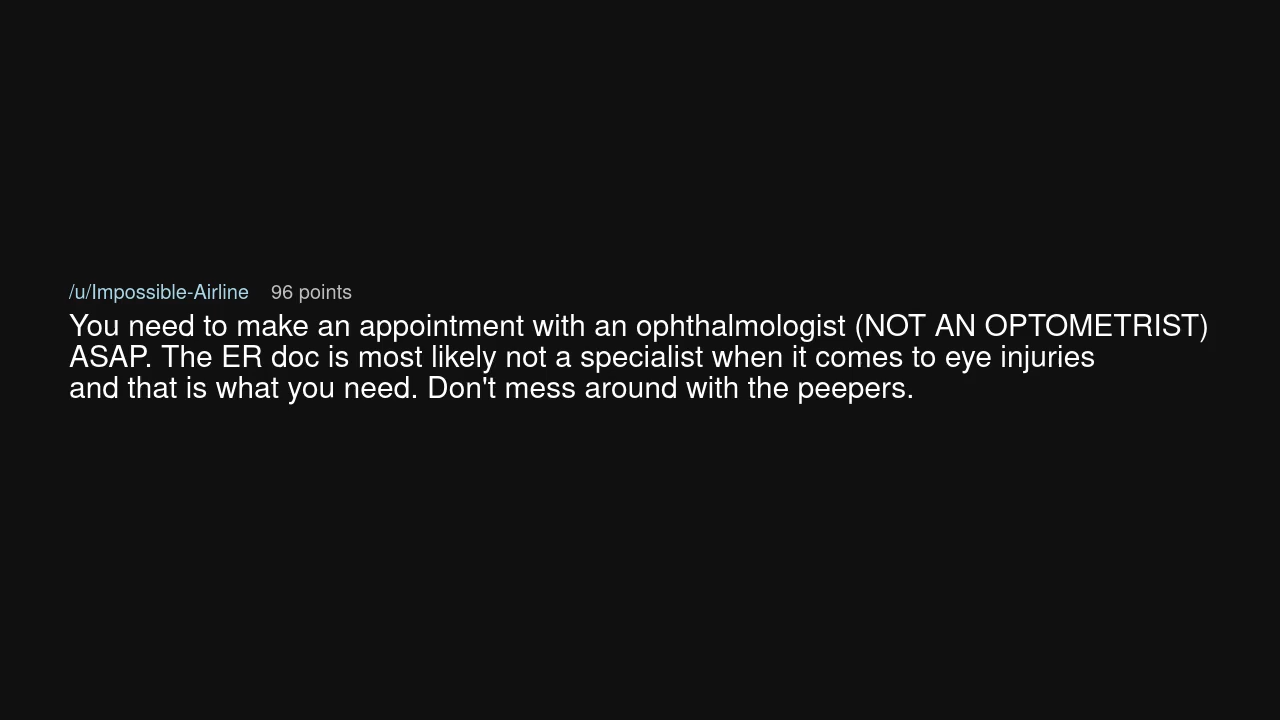 /u/Impossible-Airline 96 points
You need to make an appointment with an ophthalmologist (NOT AN OPTOMETRIST)
ASAP. The ER doc is most likely not a specialist when it comes to eye injuries
and that is what you need. Don't mess around with the peepers.